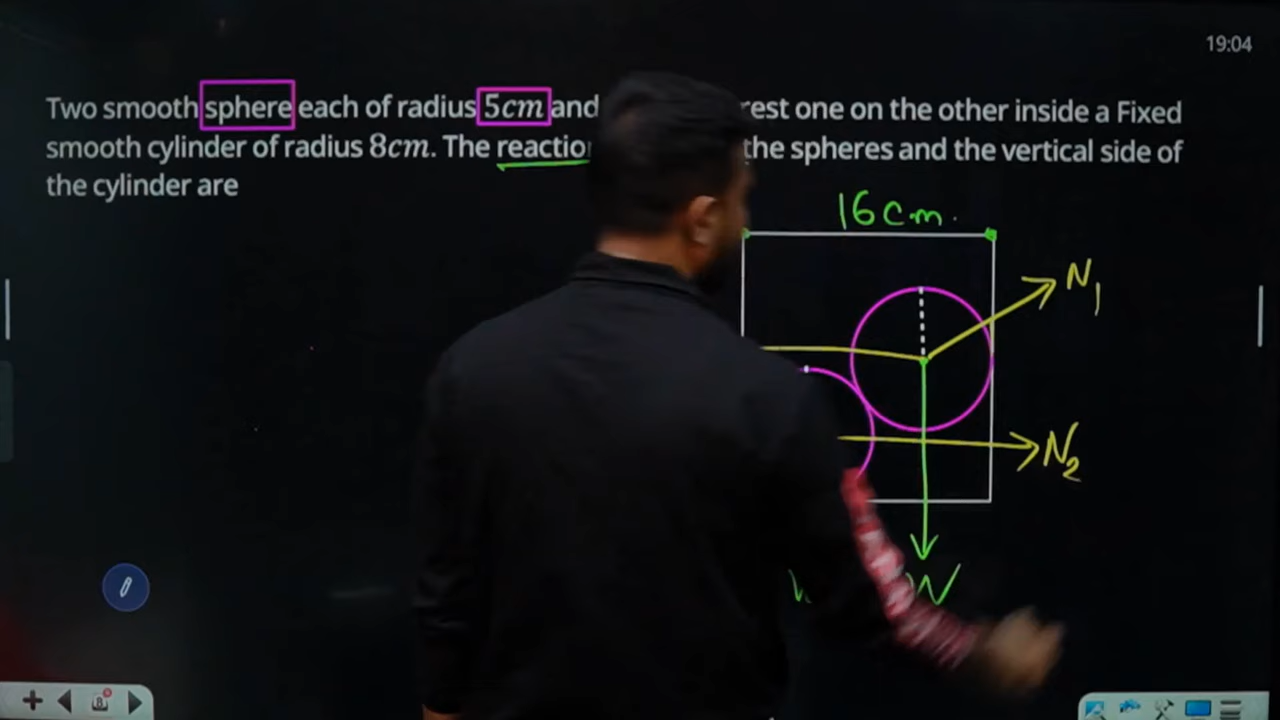 19:04
Two smooth sphere each of radius 5cm and rest one on the other inside a Fixed
smooth cylinder of radius 8cm. The the spheres and the vertical side of
the cylinder are
16cm.
N1
N2
W